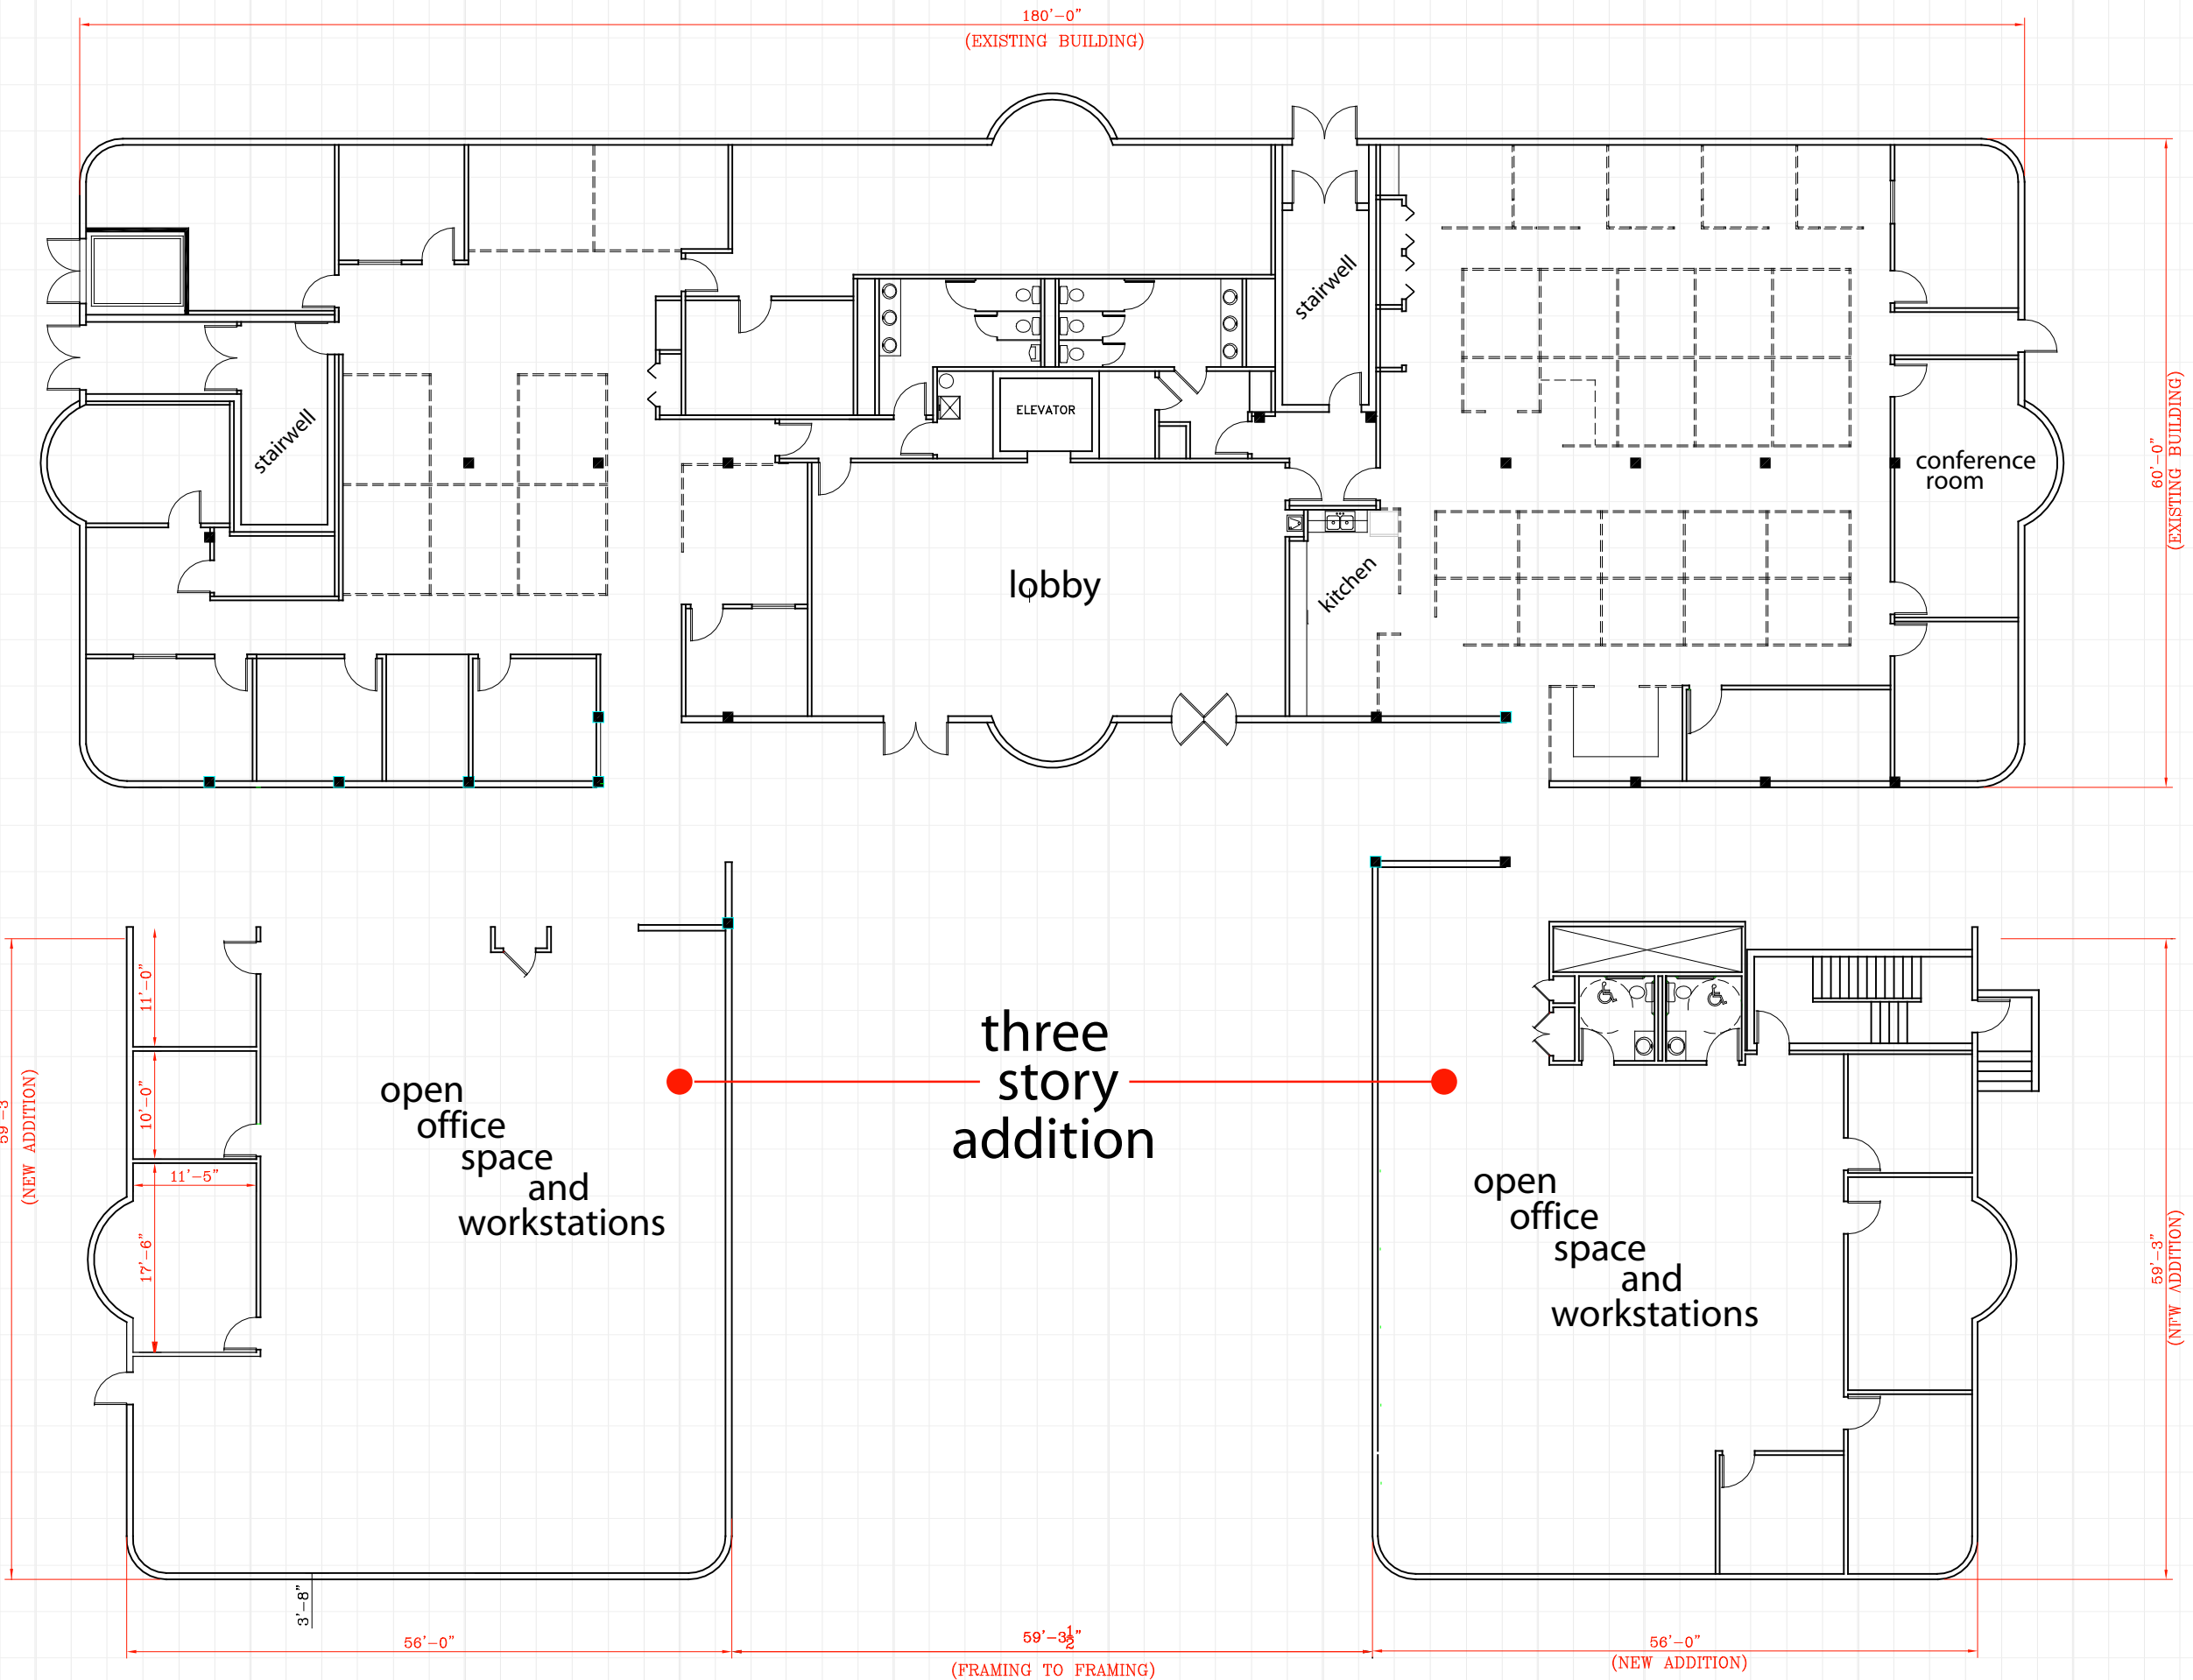 180'-0"
(EXISTING BUILDING)
stairwell
ELEVATOR
stairwell
conference
room
60'-0"
(EXISTING BUILDING)
lobby
kitchen
11'-0"
10'-0"
11'-5"
17'-6"
59'-3
(NEW ADDITION)
open
office
space
and
workstations
three
story
addition
open
office
space
and
workstations
59'-3"
(NEW ADDITION)
3'-8"
56'-0"
59'-3½"
(FRAMING TO FRAMING)
56'-0"
(NEW ADDITION)